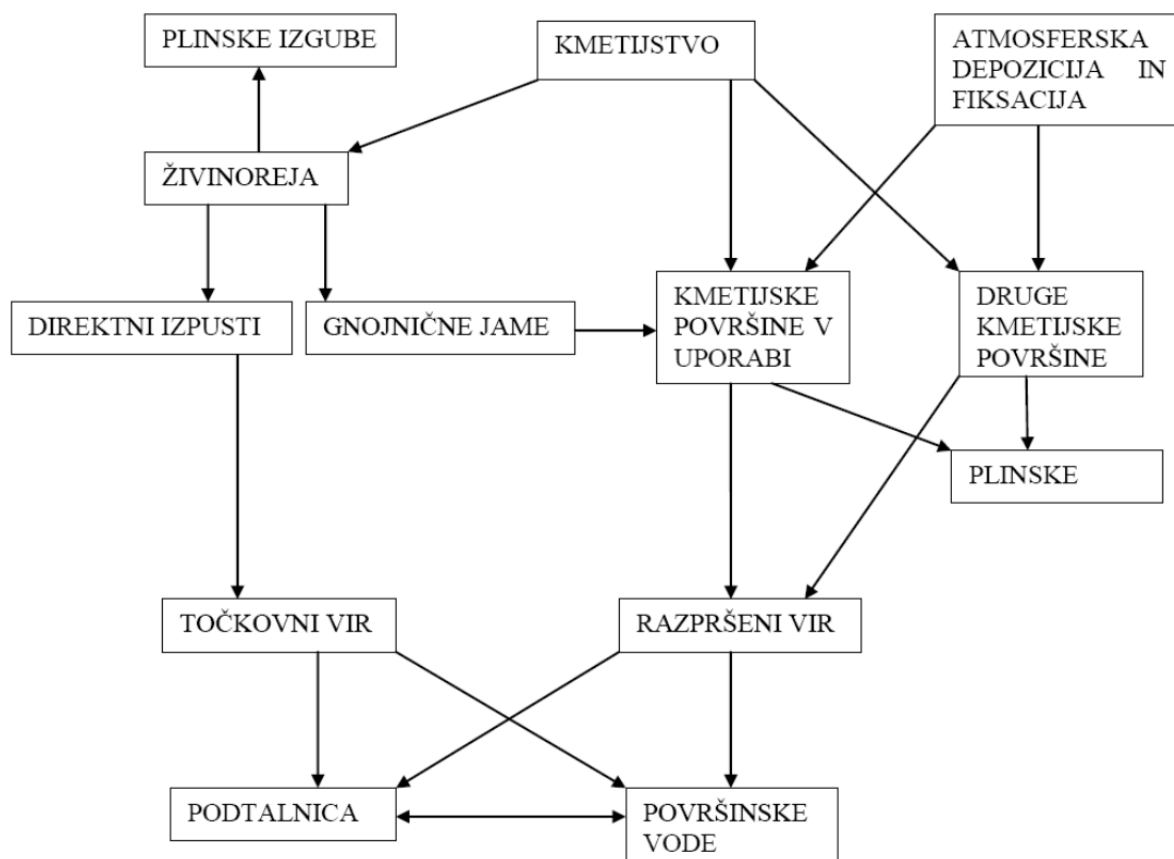 PLINSKE IZGUBE
KMETIJSTVO
ATMOSFERSKA
DEPOZICIJA IN
FIKSACIJA
ŽIVINOREJA
DIREKTNI IZPUSTI
GNOJNIČNE JAME
KMETIJSKE
POVRŠINE V
UPORABI
DRUGE
KMETIJSKE
POVRŠINE
PLINSKE
TOČKOVNI VIR
RAZPRŠENI VIR
PODTALNICA
POVRŠINSKE
VODE